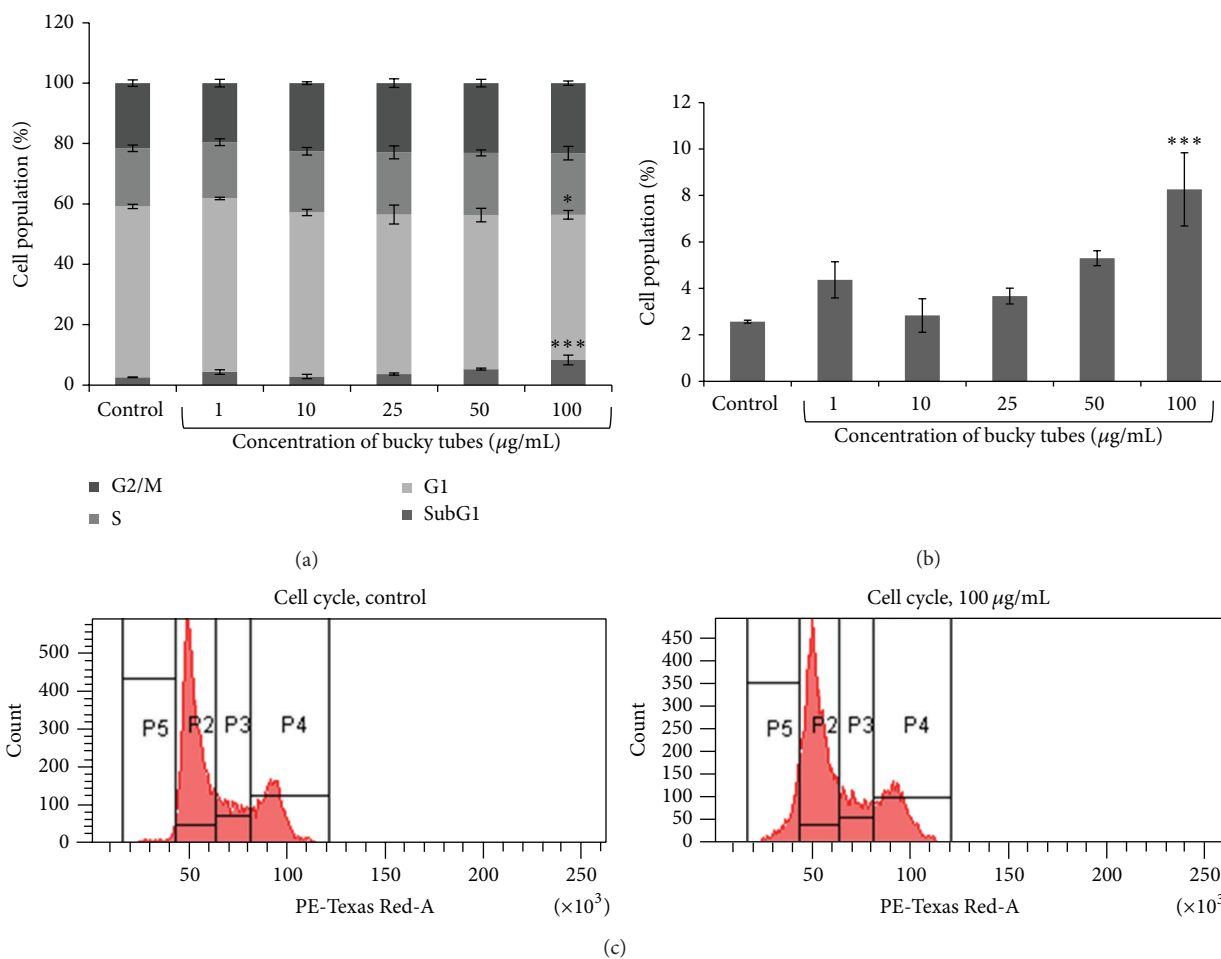 120
100
80
60
40
20
0
Cell population (%)
*
***
Control 1 10 25 50 100
Concentration of bucky tubes (μg/mL)
G2/M G1
S SubG1
(a)
12
10
8
6
4
2
0
Cell population (%)
***
Control 1 10 25 50 100
Concentration of bucky tubes (μg/mL)
(b)
Cell cycle, control
500
400
300
200
100
0
Count
P5 P2 P3 P4
50 100 150 200 250
PE-Texas Red-A (×10³)
Cell cycle, 100 μg/mL
450
400
350
300
250
200
150
100
50
0
Count
P5 P2 P3 P4
50 100 150 200 250
PE-Texas Red-A (×10³
(c)